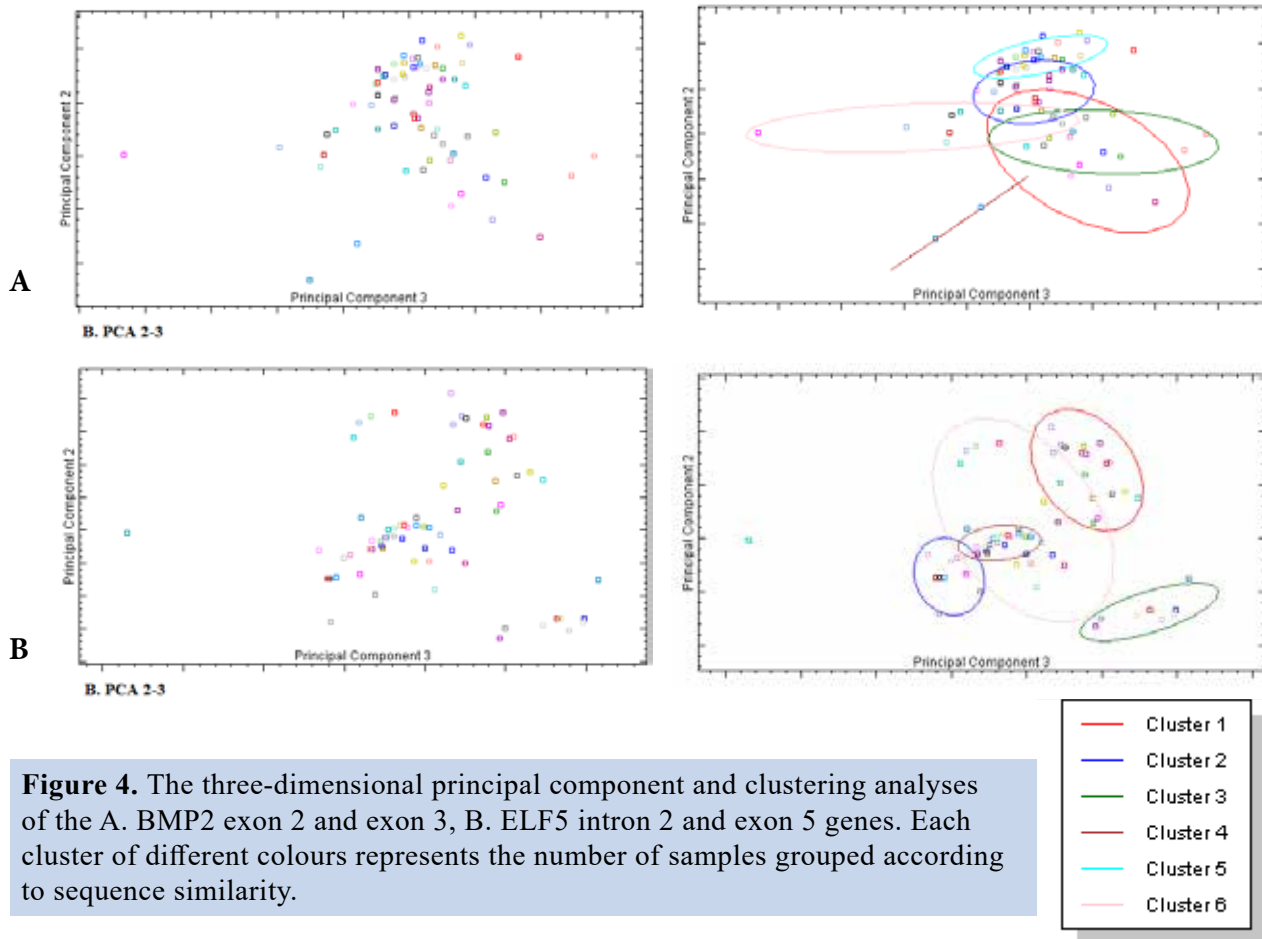 Principal Component 2
Principal Component 3
Principal Component 2
Principal Component 3
A
B. PCA 2-3
Principal Component 2
Principal Component 3
Principal Component 2
Principal Component 3
B
B. PCA 2-3
Cluster 1
Cluster 2
Cluster 3
Cluster 4
Cluster 5
Cluster 6
Figure 4. The three-dimensional principal component and clustering analyses
of the A. BMP2 exon 2 and exon 3, B. ELF5 intron 2 and exon 5 genes. Each
cluster of different colours represents the number of samples grouped according
to sequence similarity.